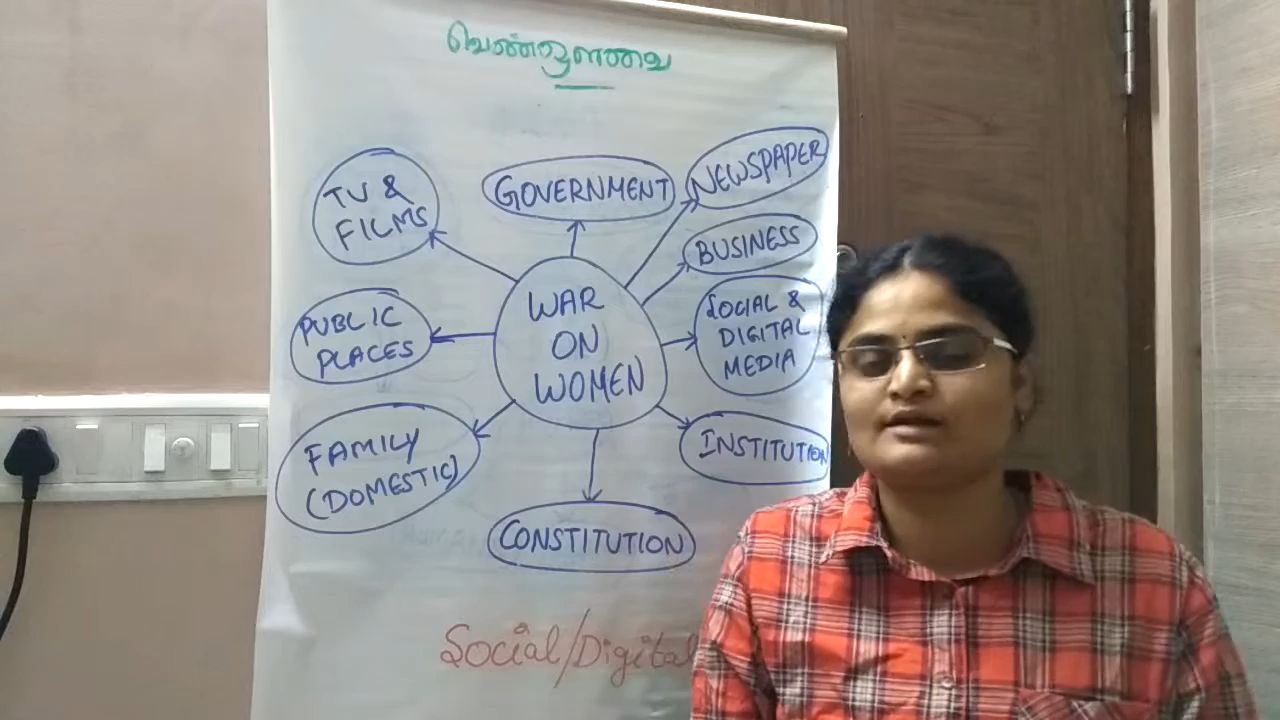 TV &
FILMS
GOVERNMENT
NEWSPAPER
BUSINESS
PUBLIC
PLACES
WAR
ON
WOMEN
SOCIAL &
DIGITAL
MEDIA
FAMILY
(DOMESTIC)
INSTITUTION
CONSTITUTION
Social/Digital